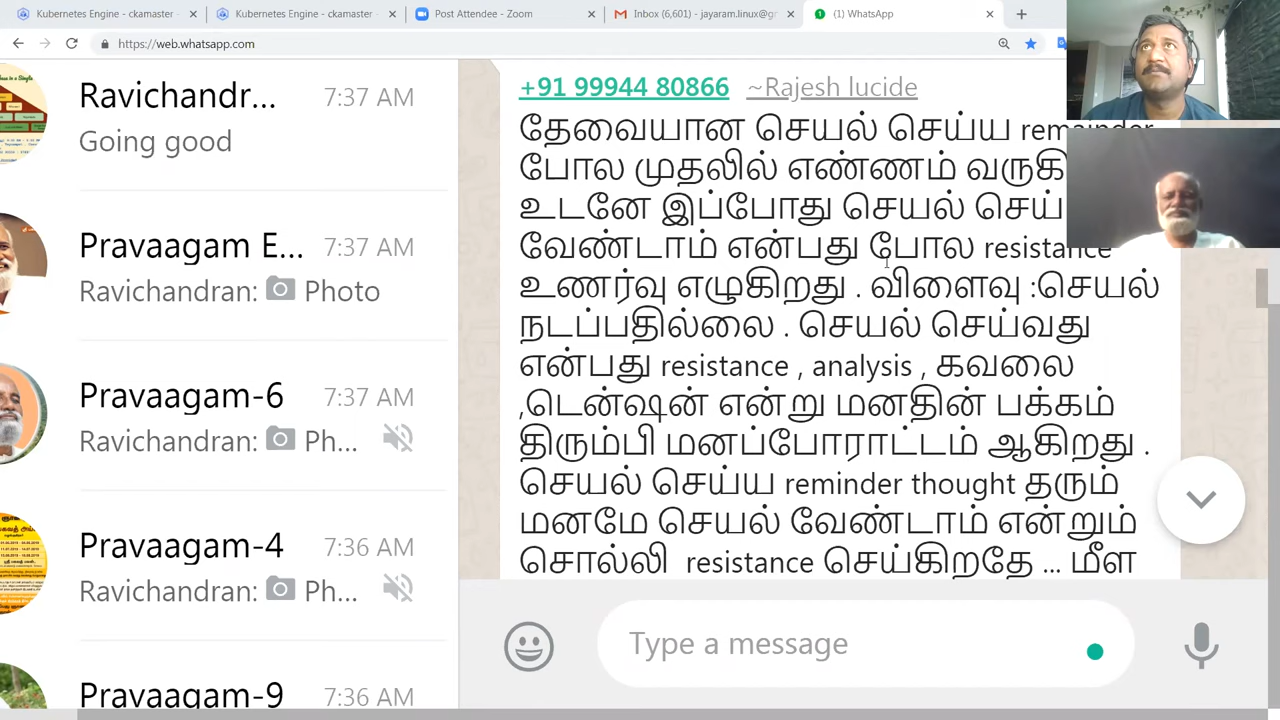 Kubernetes Engine - ckamaster -
Kubernetes Engine - ckamaster -
Post Attendee - Zoom
Inbox (6,601) - jayaram.linux@gr
(1) WhatsApp
https://web.whatsapp.com
Ravichandr... 7:37 AM
Going good
Pravaagam E... 7:37 AM
Ravichandran: Photo
Pravaagam-6 7:37 AM
Ravichandran: Ph...
Pravaagam-4 7:36 AM
Ravichandran: Ph...
Pravaagam-9 7:36 AM
+91 99944 80866 ~Rajesh lucide
தேவையான செயல் செய்ய remainder
போல முதலில் எண்ணம்
உடனே இப்போது செயல்
வேண்டாம் என்பது போல resistance
உணர்வு எழுகிறது . விளைவு :செயல்
நடப்பதில்லை . செயல் செய்வது
என்பது resistance , analysis , கவலை
,டென்ஷன் என்று மனதின் பக்கம்
திரும்பி மனப்போராட்டம் ஆகிறது .
செயல் செய்ய reminder thought தரும்
மனமே செயல் வேண்டாம் என்றும்
சொல்லி resistance செய்கிறதே ... மீள
Type a message